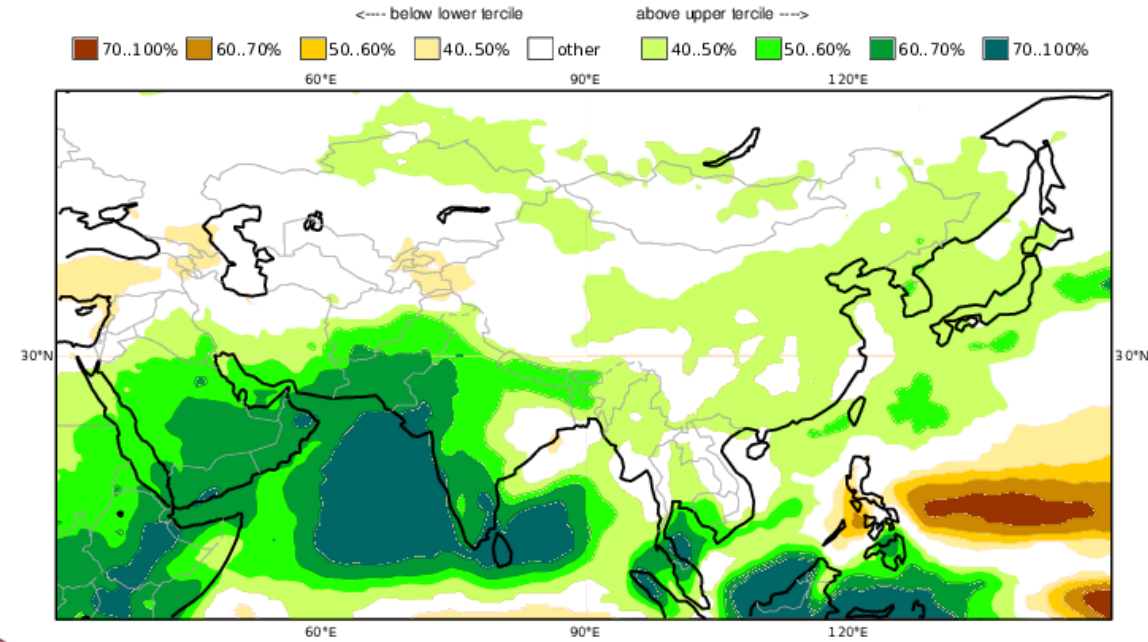 <---- below lower tercile above upper tercile ---->
70..100% 60..70% 50..60% 40..50% other 40..50% 50..60% 60..70% 70..100%
60°E 90°E 120°E
30°N 30°N
60°E 90°E 120°E